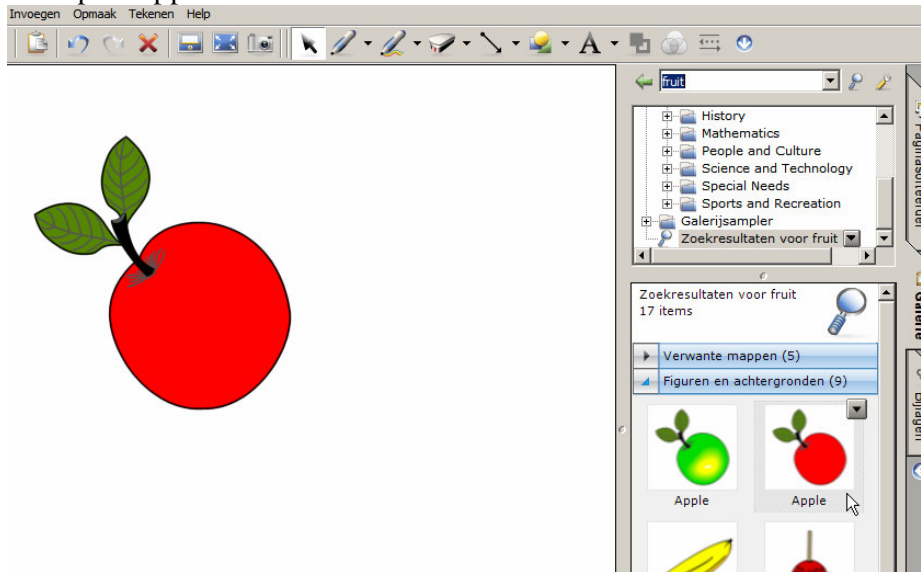 Invoegen Opmaak Tekenen Help
fruit
History
Mathematics
People and Culture
Science and Technology
Special Needs
Sports and Recreation
Galerijsampler
Zoekresultaten voor fruit
Zoekresultaten voor fruit
17 items
Verwante mappen (5)
Figuren en achtergronden (9)
Apple
Apple
Bijlagen